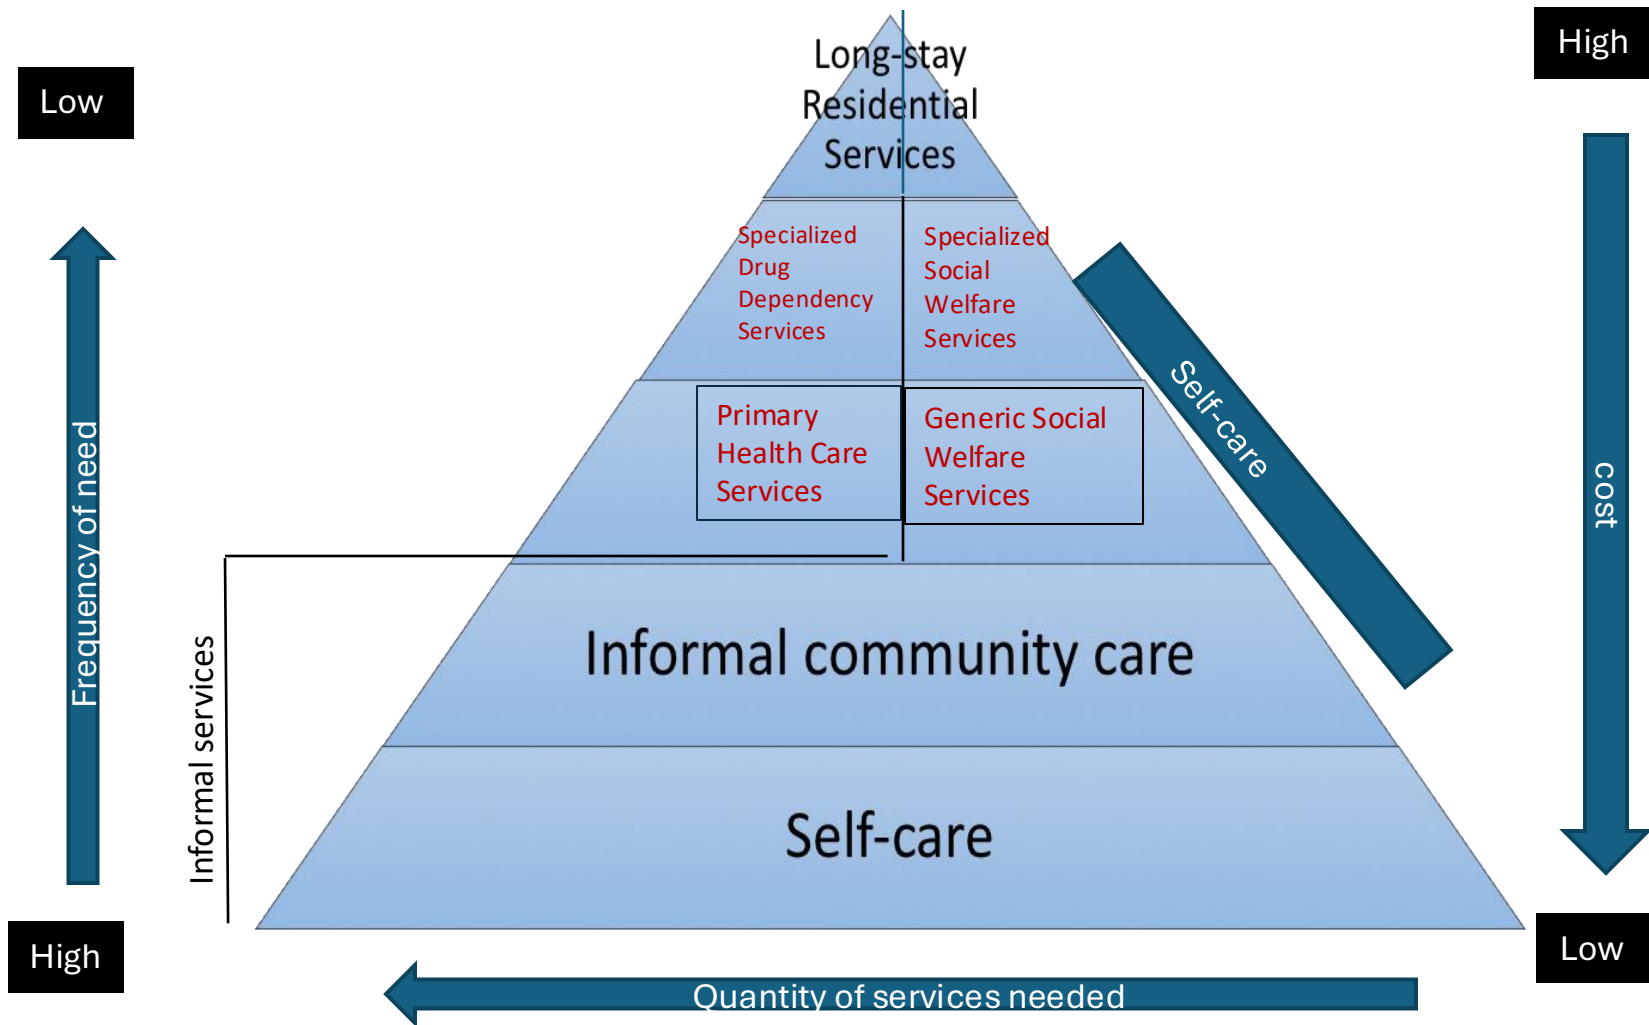 High
Low
Long-stay
Residential
Services
Specialized
Drug
Dependency
Services
Specialized
Social
Welfare
Services
Self-care
Primary
Health Care
Services
Generic Social
Welfare
Services
Frequency of need
cost
Informal services
Informal community care
Self-care
High
Low
Quantity of services needed